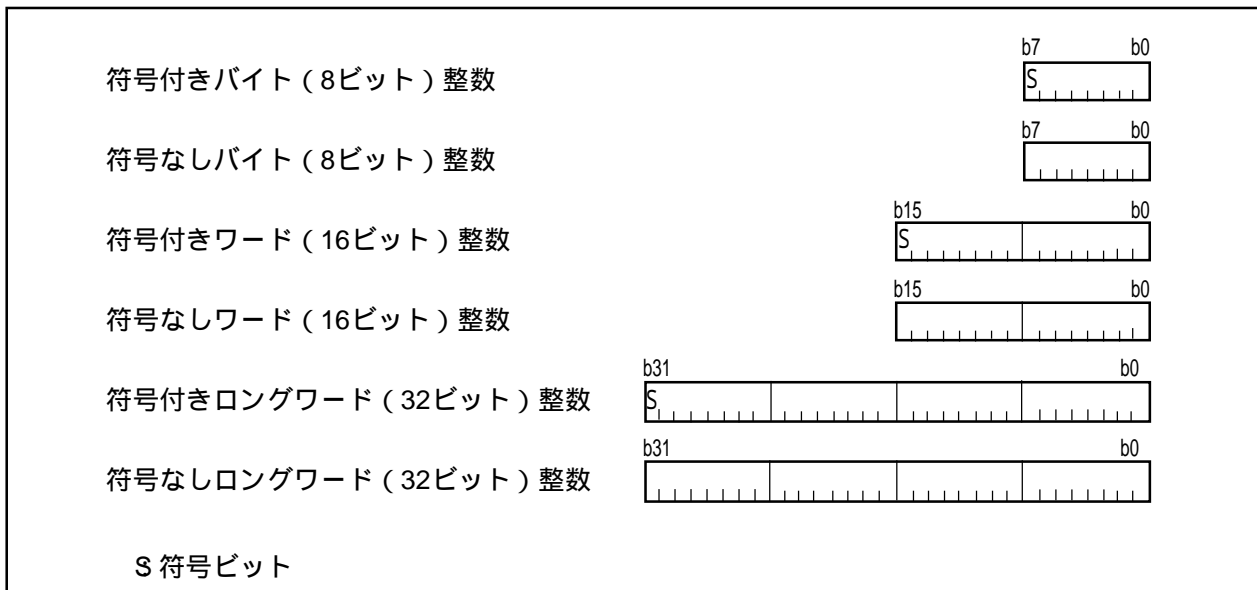 b7 b0
符号付きバイト（8ビット）整数 S
b7 b0
符号なしバイト（8ビット）整数
b15 b0
符号付きワード（16ビット）整数 S
b15 b0
符号なしワード（16ビット）整数
b31 b0
符号付きロングワード（32ビット）整数 S
b31 b0
符号なしロングワード（32ビット）整数
S 符号ビット